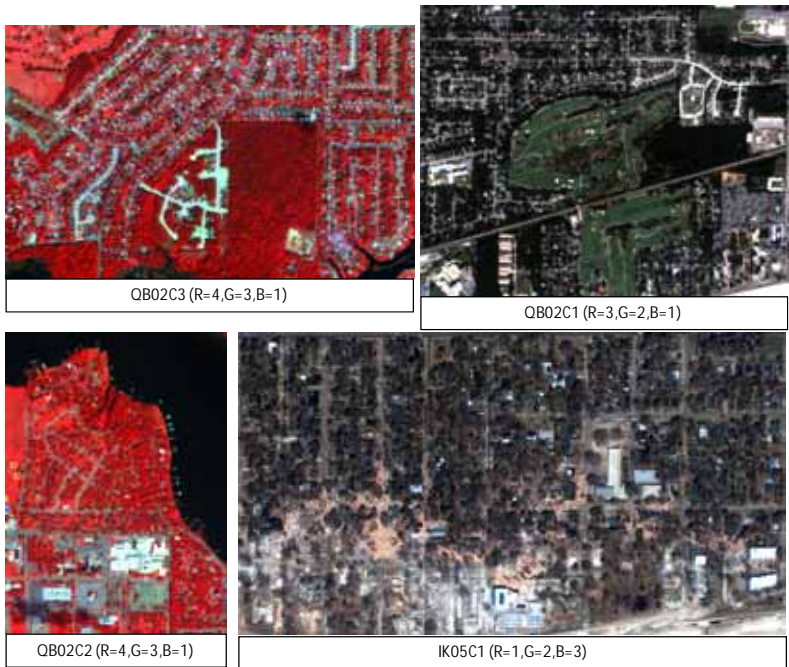 QB02C3 (R=4,G=3,B=1)
QB02C1 (R=3,G=2,B=1)
QB02C2 (R=4,G=3,B=1)
IK05C1 (R=1,G=2,B=3)